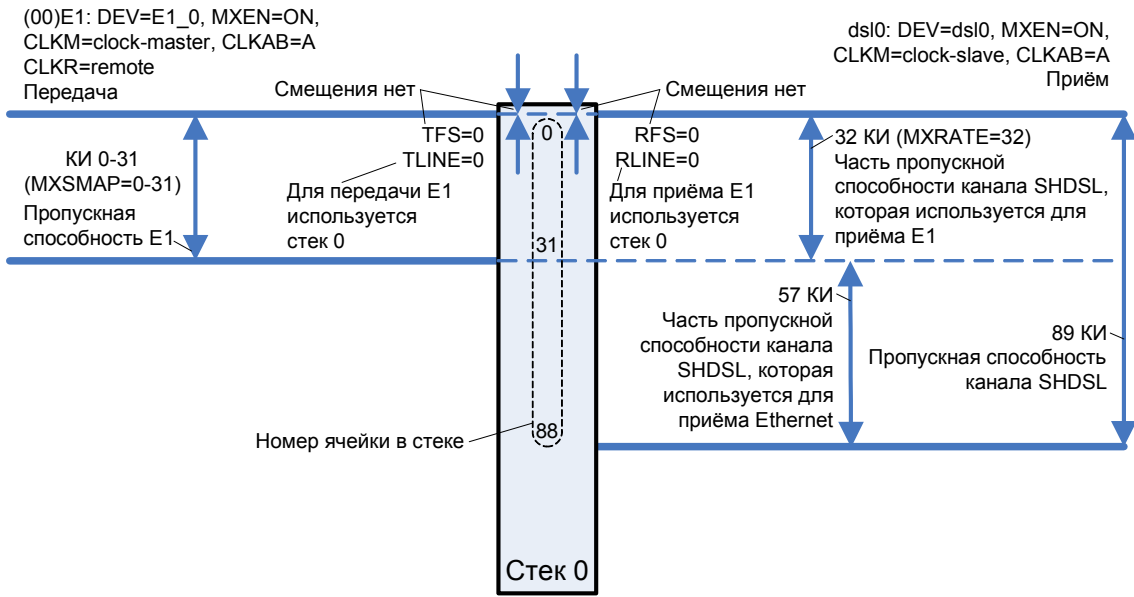 (00)E1: DEV=E1_0, MXEN=ON,
CLKM=clock-master, CLKAB=A
CLKR=remote
Передача
dsl0: DEV=dsl0, MXEN=ON,
CLKM=clock-slave, CLKAB=A
Приём
Смещения нет
Смещения нет
TFS=0
TLINE=0
Для передачи E1
используется
стек 0
RFS=0
RLINE=0
Для приёма E1
используется
стек 0
КИ 0-31
(MXSMAP=0-31)
Пропускная
способность E1
0
31
88
32 КИ (MXRATE=32)
Часть пропускной
способности канала SHDSL,
которая используется для
приёма E1
57 КИ
Часть пропускной
способности канала
SHDSL, которая
используется для
приёма Ethernet
89 КИ
Пропускная способность
канала SHDSL
Номер ячейки в стеке
Стек 0